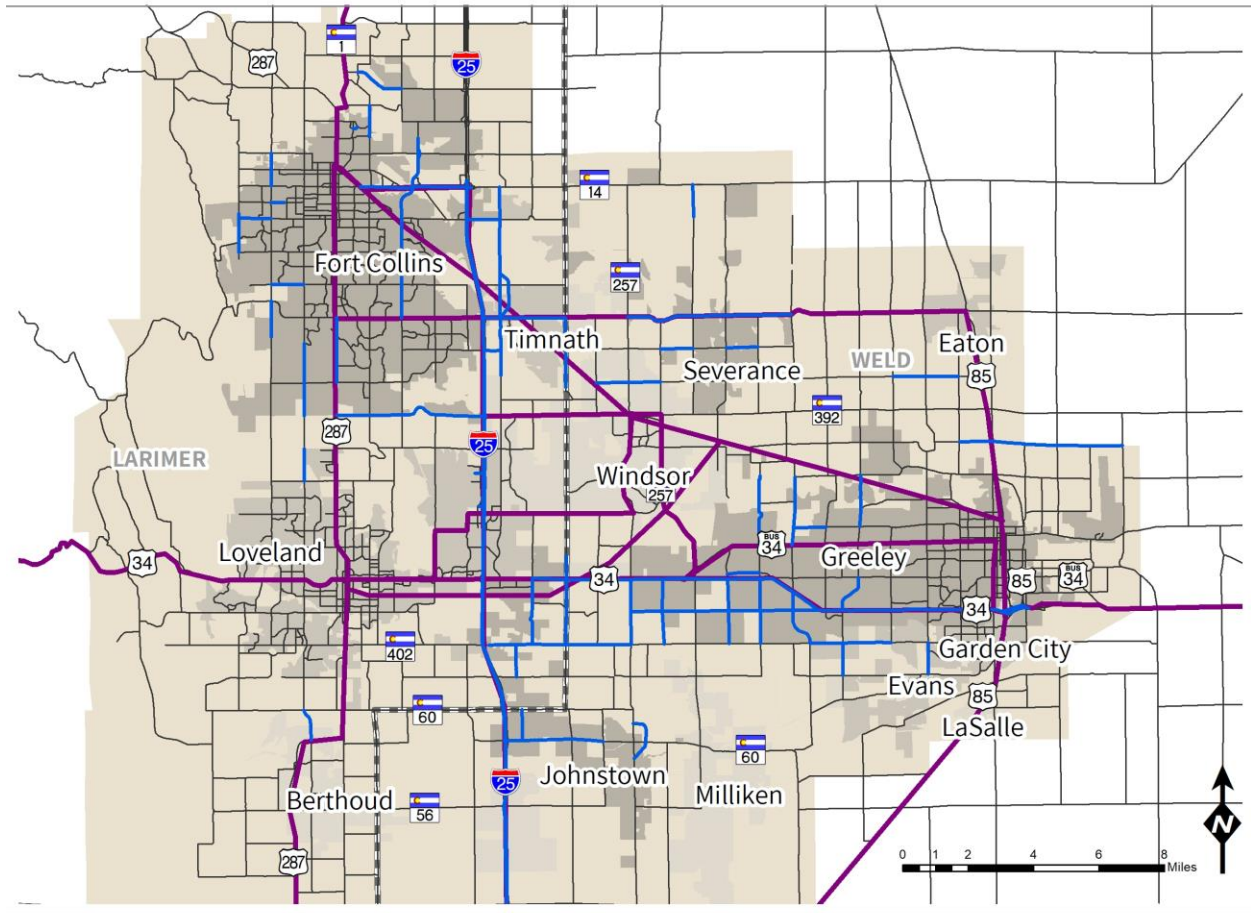 1
287
25
14
Fort Collins
257
Timnath
Eaton
WELD
Severance
85
392
287
25
LARIMER
Windsor
257
BUS
34
Loveland
34
Greeley
34
85
BUS
34
34
402
Garden City
Evans
85
60
LaSalle
60
Johnstown
25
Berthoud
56
Milliken
N
287
0 1 2 4 6 8
Miles